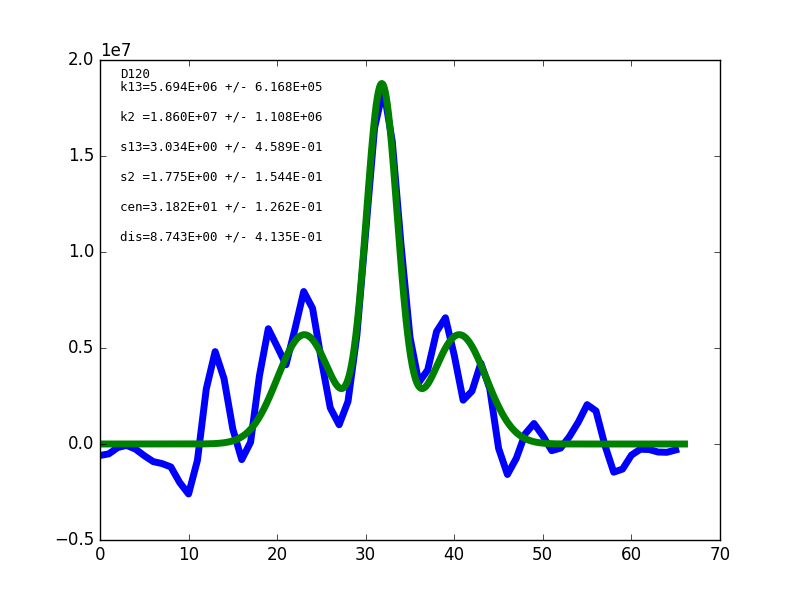 1e7
2.0
1.5
1.0
0.5
0.0
−0.5
0 10 20 30 40 50 60 70
D120
k13=5.694E+06 +/- 6.168E+05
k2 =1.860E+07 +/- 1.108E+06
s13=3.034E+00 +/- 4.589E-01
s2 =1.775E+00 +/- 1.544E-01
cen=3.182E+01 +/- 1.262E-01
dis=8.743E+00 +/- 4.135E-01